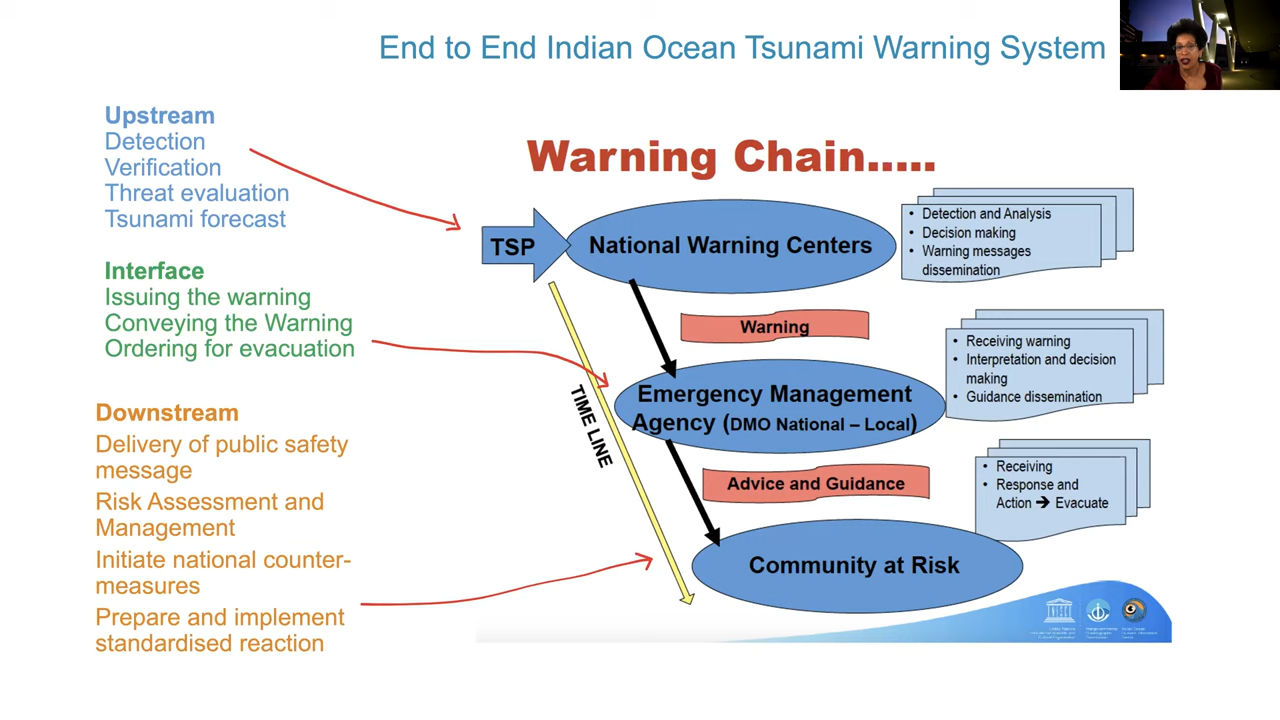 End to End Indian Ocean Tsunami Warning System
Upstream
Detection
Verification
Threat evaluation
Tsunami forecast
Interface
Issuing the warning
Conveying the Warning
Ordering for evacuation
Downstream
Delivery of public safety
message
Risk Assessment and
Management
Initiate national counter-
measures
Prepare and implement
standardised reaction
Warning Chain.....
TSP
National Warning Centers
• Detection and Analysis
• Decision making
• Warning messages
dissemination
Warning
TIME LINE
Emergency Management
Agency (DMO National – Local)
• Receiving warning
• Interpretation and decision
making
• Guidance dissemination
Advice and Guidance
• Receiving
• Response and
Action ➔ Evacuate
Community at Risk